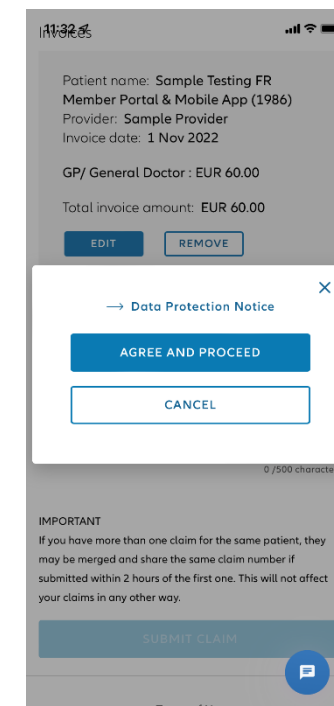 Invoices
11:32
Patient name: Sample Testing FR
Member Portal & Mobile App (1986)
Provider: Sample Provider
Invoice date: 1 Nov 2022
GP/ General Doctor : EUR 60.00
Total invoice amount: EUR 60.00
EDIT
REMOVE
→ Data Protection Notice
AGREE AND PROCEED
CANCEL
0 /500 characte
IMPORTANT
If you have more than one claim for the same patient, they
may be merged and share the same claim number if
submitted within 2 hours of the first one. This will not affect
your claims in any other way.
SUBMIT CLAIM